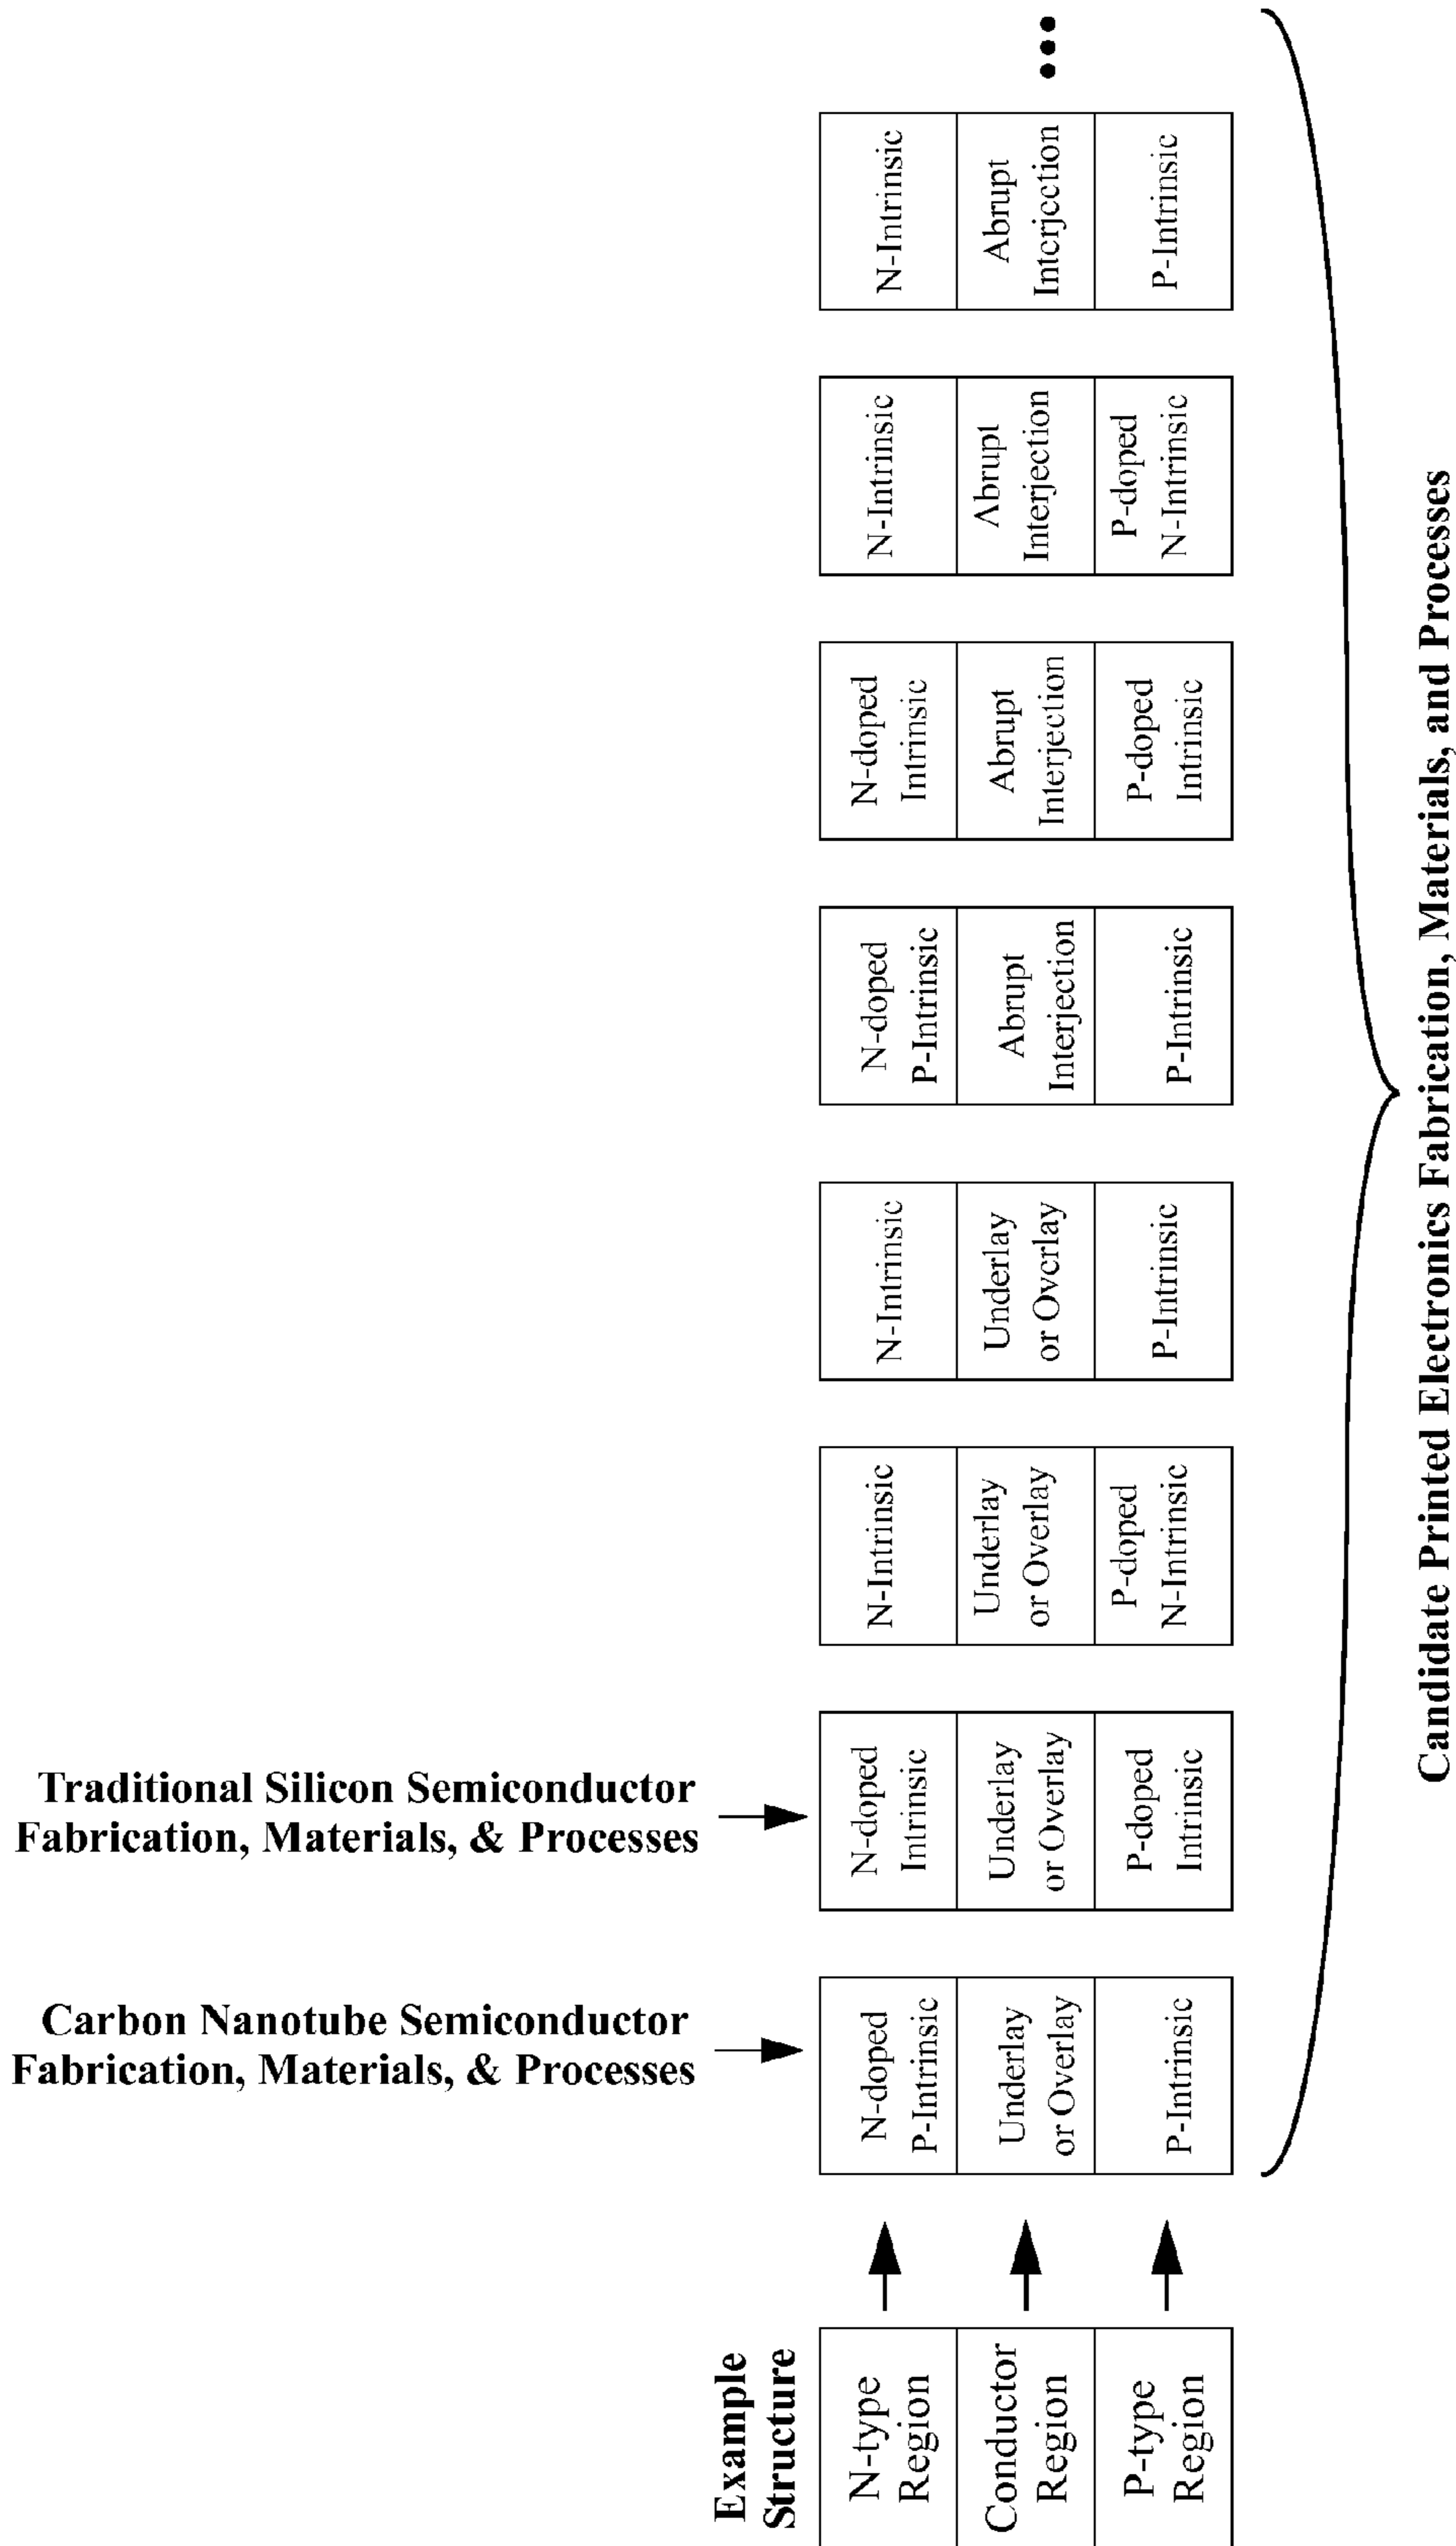 Traditional Silicon Semiconductor
Fabrication, Materials, & Processes
Carbon Nanotube Semiconductor
Fabrication, Materials, & Processes
Example
Structure
N-type
Region
Conductor
Region
P-type
Region
N-doped
P-Intrinsic
Underlay
or Overlay
P-Intrinsic
N-doped
Intrinsic
Underlay
or Overlay
P-doped
Intrinsic
N-Intrinsic
Underlay
or Overlay
P-doped
N-Intrinsic
N-Intrinsic
Underlay
or Overlay
P-Intrinsic
N-doped
P-Intrinsic
Abrupt
Interjection
P-Intrinsic
N-doped
Intrinsic
Abrupt
Interjection
P-doped
Intrinsic
N-Intrinsic
Abrupt
Interjection
P-doped
N-Intrinsic
N-Intrinsic
Abrupt
Interjection
P-Intrinsic
•••
Candidate Printed Electronics Fabrication, Materials, and Processes